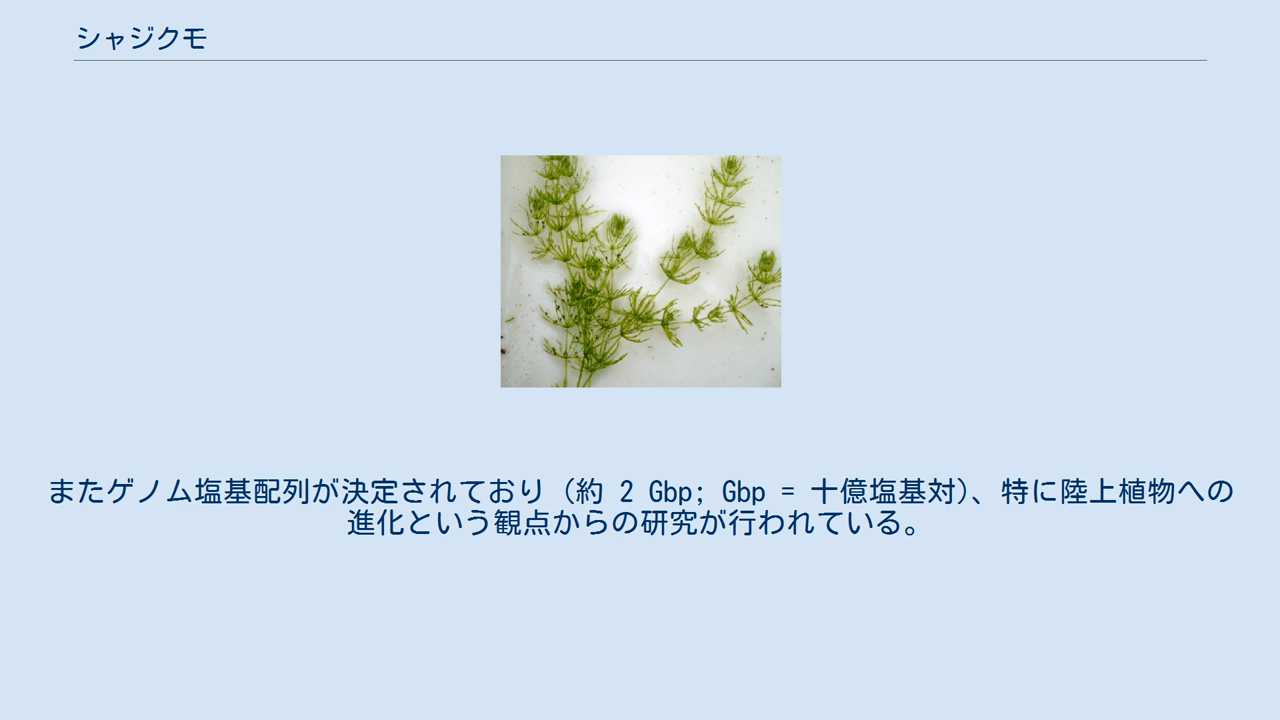 シャジクモ
またゲノム塩基配列が決定されており (約 2 Gbp; Gbp = 十億塩基対)、特に陸上植物への
進化という観点からの研究が行われている。